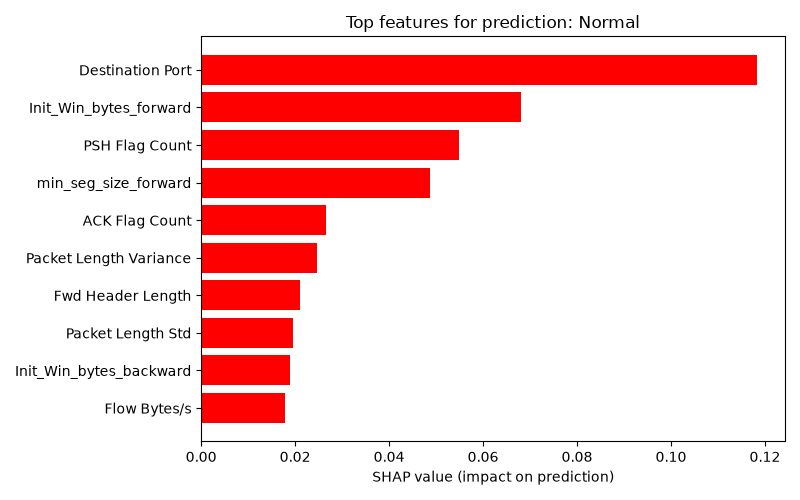 Top features for prediction: Normal
Destination Port
Init_Win_bytes_forward
PSH Flag Count
min_seg_size_forward
ACK Flag Count
Packet Length Variance
Fwd Header Length
Packet Length Std
Init_Win_bytes_backward
Flow Bytes/s
0.00 0.02 0.04 0.06 0.08 0.10 0.12
SHAP value (impact on prediction)